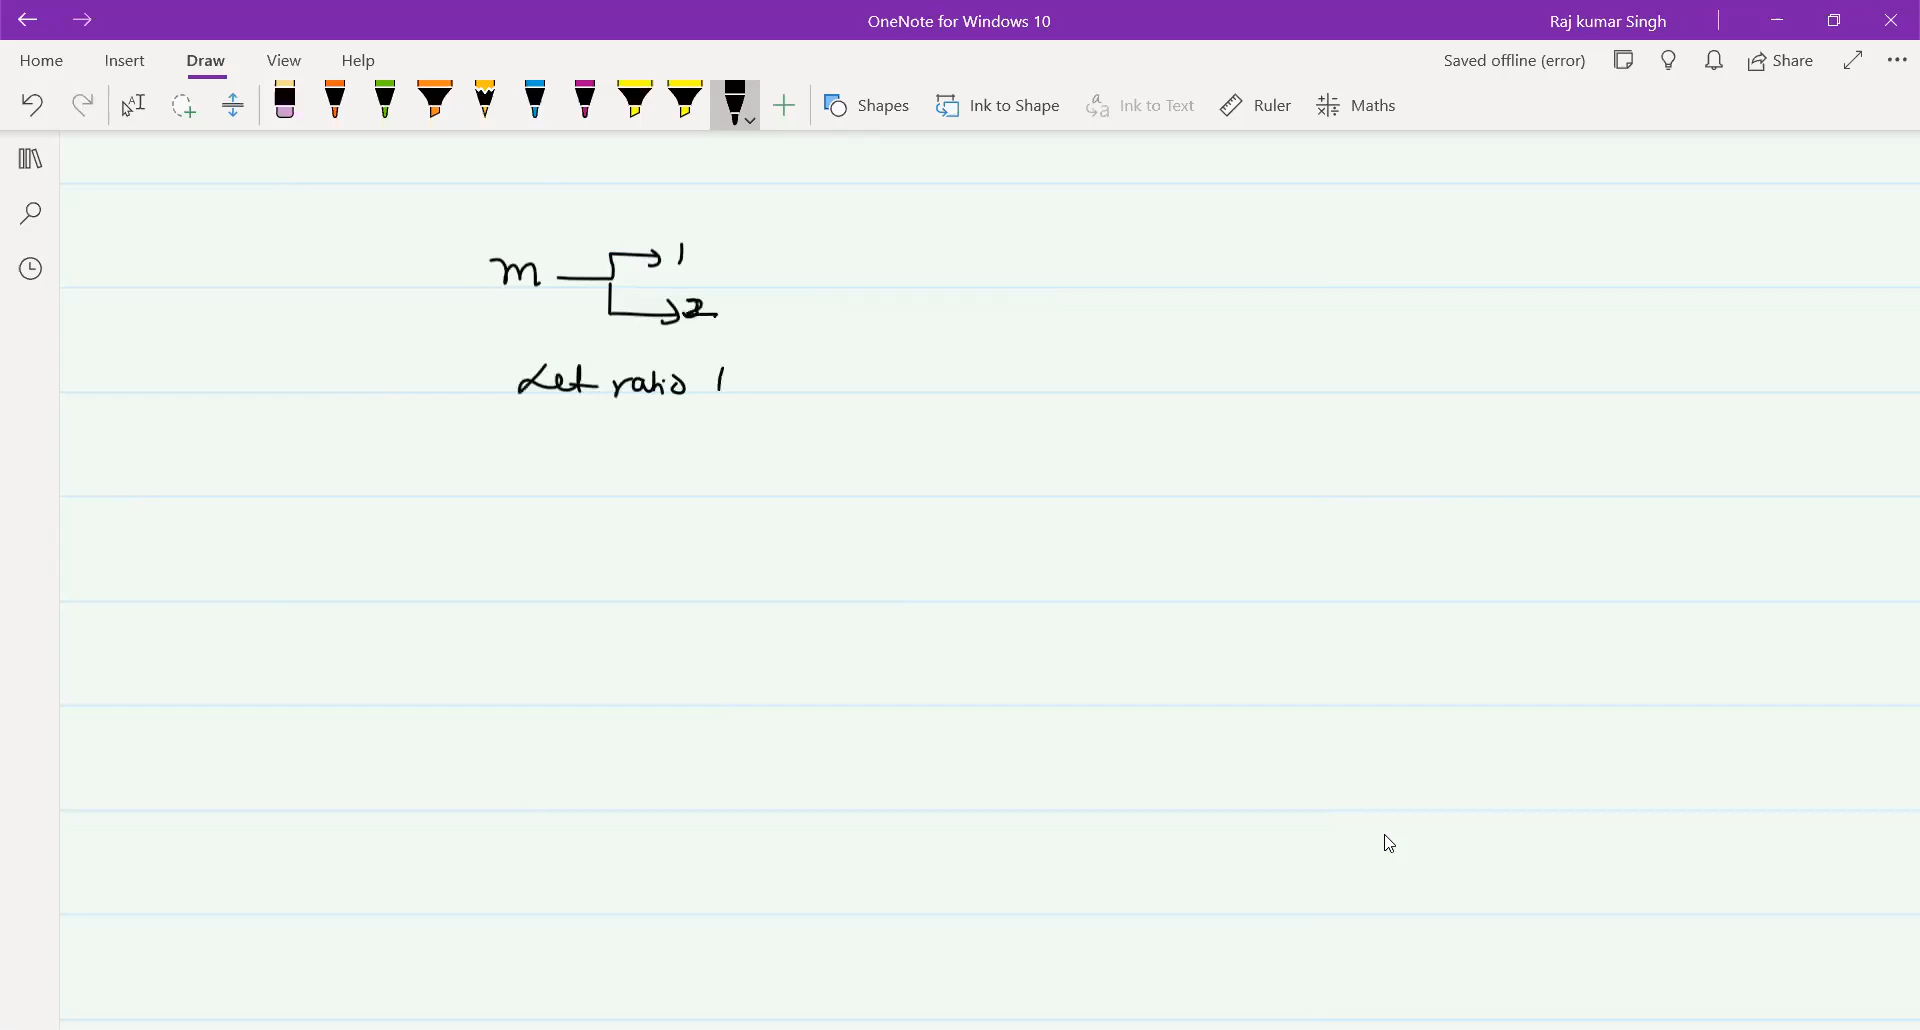 OneNote for Windows 10
Raj kumar Singh
Home Insert Draw View Help
Saved offline (error) Share
Shapes Ink to Shape Ink to Text Ruler Maths
m 1
2
Let ratio 1